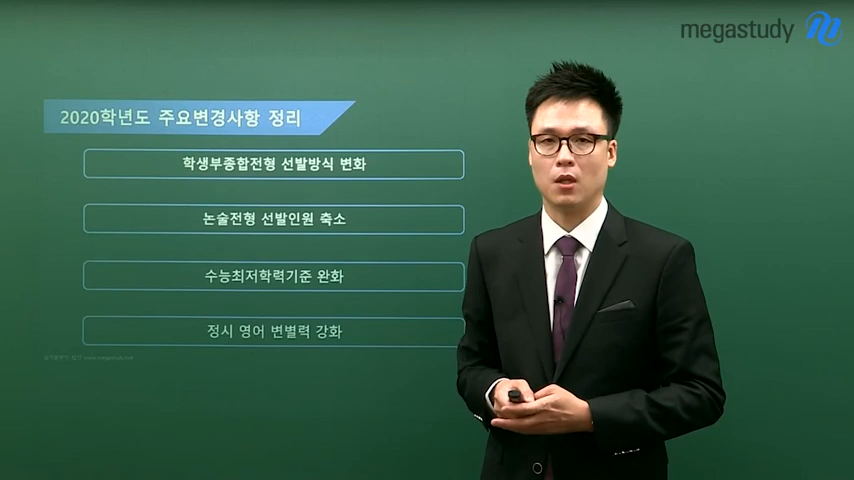 megastudy
2020학년도 주요변경사항 정리
학생부종합전형 선발방식 변화
논술전형 선발인원 축소
수능최저학력기준 완화
정시 영어 변별력 강화